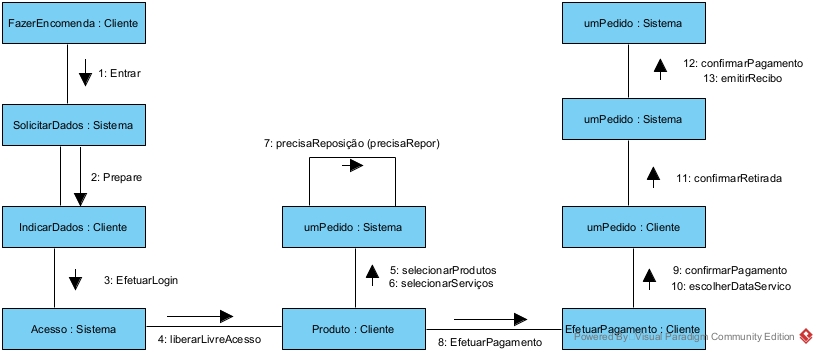 FazerEncomenda : Cliente
1: Entrar
SolicitarDados : Sistema
2: Prepare
IndicarDados : Cliente
3: EfetuarLogin
Acesso : Sistema
4: liberarLivreAcesso
Produto : Cliente
5: selecionarProdutos
6: selecionarServiços
umPedido : Sistema
7: precisaReposição (precisaRepor)
8: EfetuarPagamento
EfetuarPagamento : Cliente
9: confirmarPagamento
10: escolherDataServico
umPedido : Cliente
11: confirmarRetirada
umPedido : Sistema
12: confirmarPagamento
13: emitirRecibo
umPedido : Sistema
Powered By Visual Paradigm Community Edition